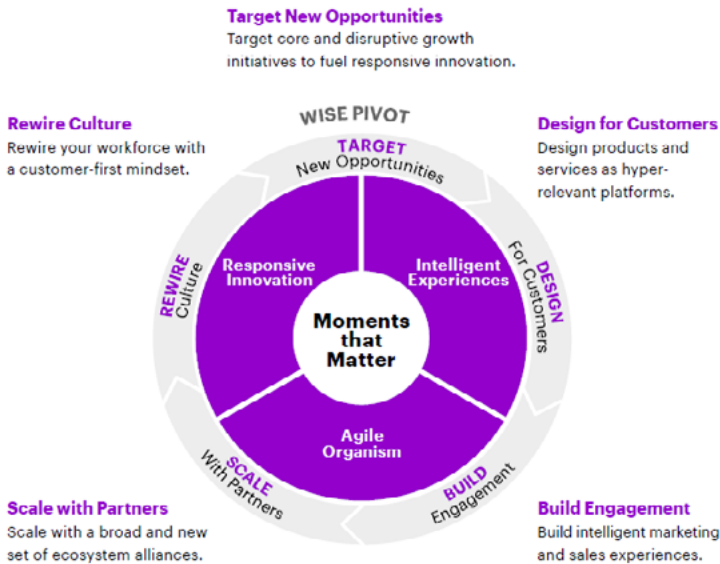 Target New Opportunities
Target core and disruptive growth
initiatives to fuel responsive innovation.
Rewire Culture
Rewire your workforce with
a customer-first mindset.
Design for Customers
Design products and
services as hyper-
relevant platforms.
WISE PIVOT
TARGET
New Opportunities
REWIRE
Culture
DESIGN
For Customers
Responsive
Innovation
Intelligent
Experiences
Moments
that
Matter
Agile
Organism
SCALE
With Partners
BUILD
Engagement
Scale with Partners
Scale with a broad and new
set of ecosystem alliances.
Build Engagement
Build intelligent marketing
and sales experiences.